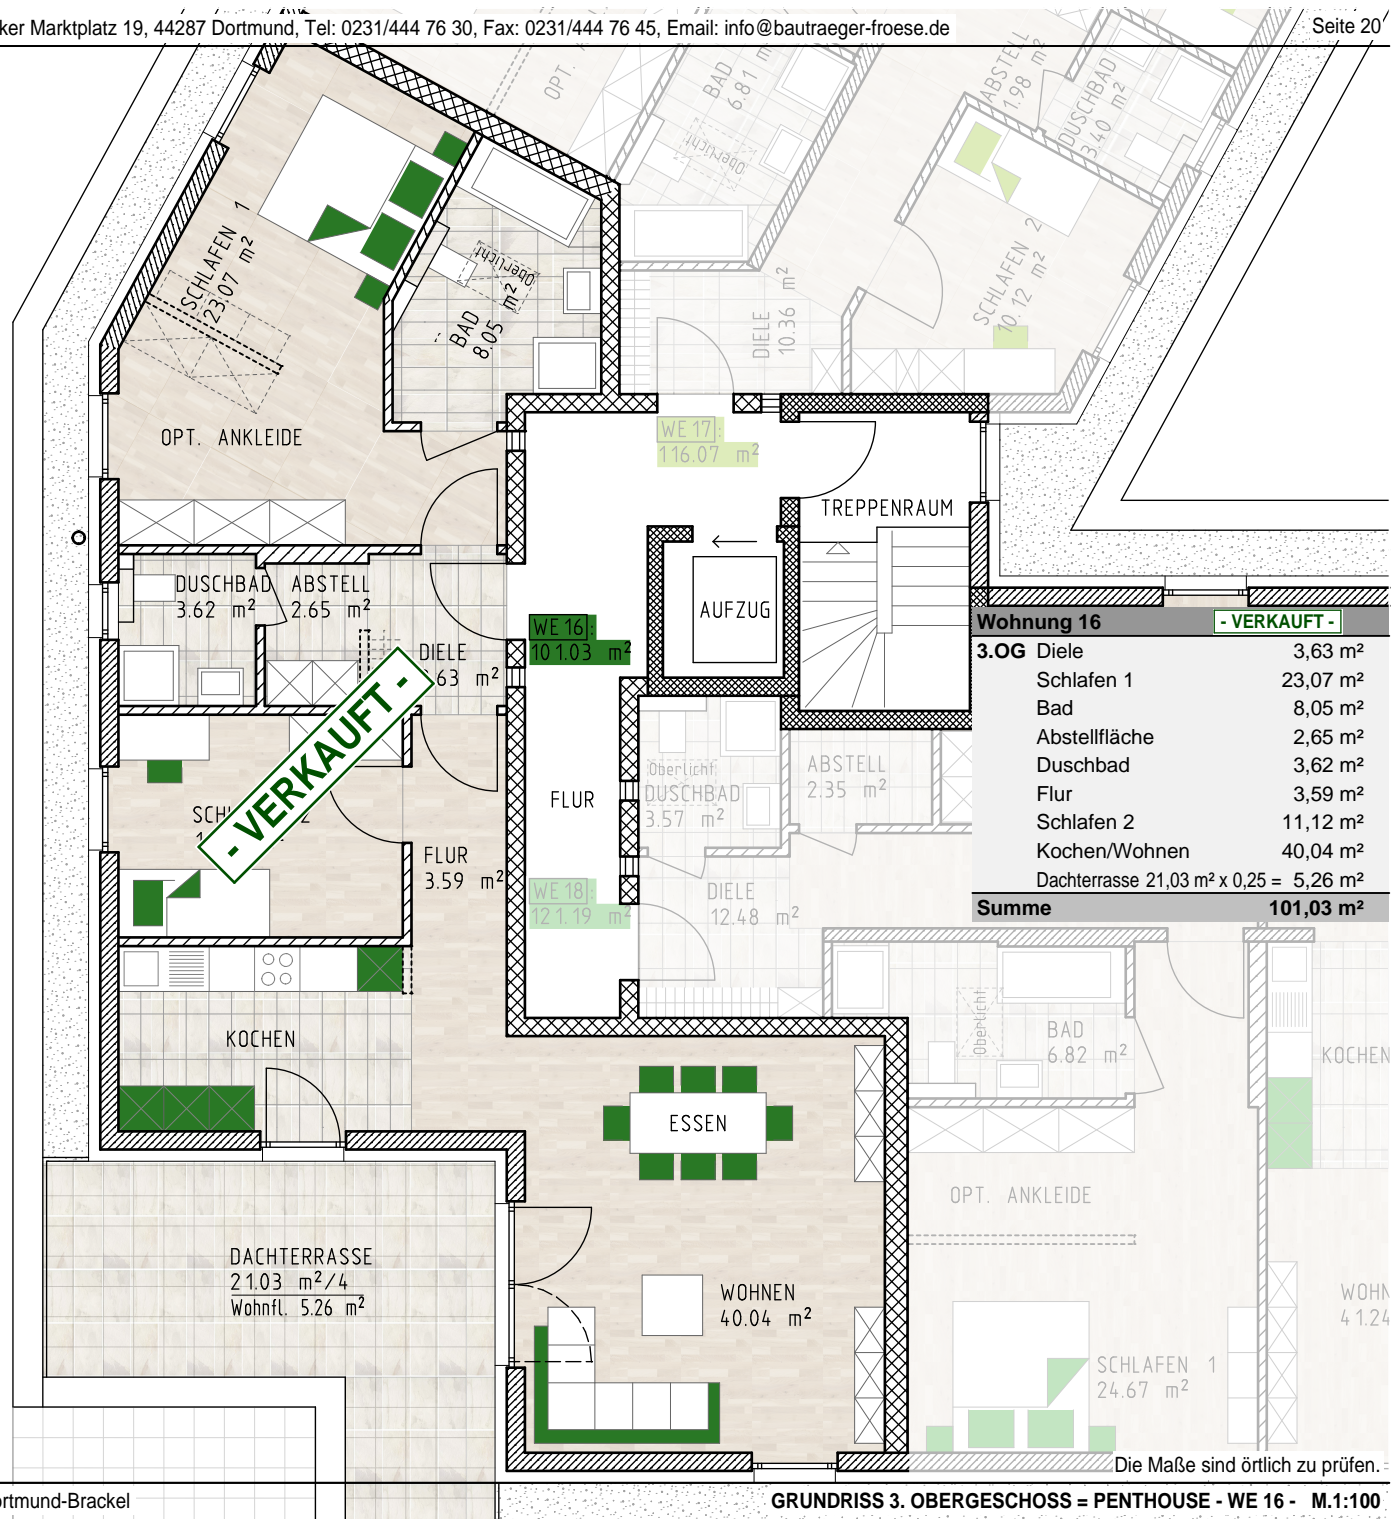 ker Marktplatz 19, 44287 Dortmund, Tel: 0231/444 76 30, Fax: 0231/444 76 45, Email: info@bautraeger-froese.de
Seite 20
OPT.
BAD
6.81 m²
Oberlicht
ABSTELL
1.98 m²
DUSCHBAD
3.40 m²
SCHLAFEN 1
23.07 m²
OPT. ANKLEIDE
BAD
8.05 m²
Oberlicht
DIELE
10.36 m²
SCHLAFEN 2
10.12 m²
WE 17:
116.07 m²
TREPPENRAUM
AUFZUG
DUSCHBAD
3.62 m²
ABSTELL
2.65 m²
DIELE
.63 m²
WE 16:
101.03 m²
- VERKAUFT -
2
FLUR
3.59 m²
FLUR
WE 18:
121.19 m²
Oberlicht
DUSCHBAD
3.57 m²
ABSTELL
2.35 m²
DIELE
12.48 m²
Wohnung 16 - VERKAUFT -
3.OG Diele 3,63 m²
Schlafen 1 23,07 m²
Bad 8,05 m²
Abstellfläche 2,65 m²
Duschbad 3,62 m²
Flur 3,59 m²
Schlafen 2 11,12 m²
Kochen/Wohnen 40,04 m²
Dachterrasse 21,03 m² x 0,25 = 5,26 m²
Summe 101,03 m²
KOCHEN
Oberlicht
BAD
6.82 m²
KOCHEN
ESSEN
OPT. ANKLEIDE
DACHTERRASSE
21.03 m²/4
Wohnfl. 5.26 m²
WOHNEN
40.04 m²
WOHN
41.24
SCHLAFEN 1
24.67 m²
Die Maße sind örtlich zu prüfen.
ortmund-Brackel
GRUNDRISS 3. OBERGESCHOSS = PENTHOUSE - WE 16 - M.1:100